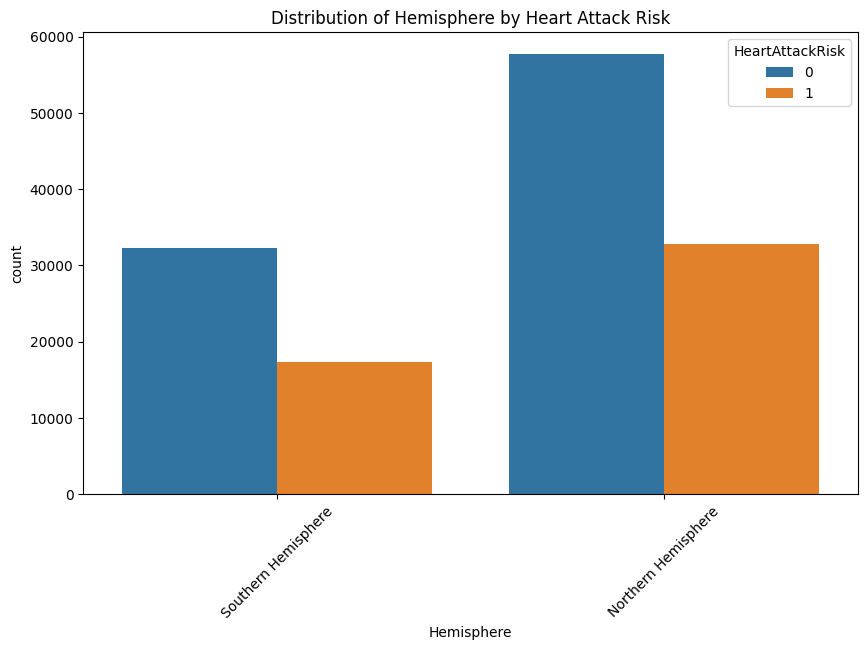 Distribution of Hemisphere by Heart Attack Risk
60000
50000
40000
30000
20000
10000
0
count
HeartAttackRisk
0
1
Southern Hemisphere
Northern Hemisphere
Hemisphere